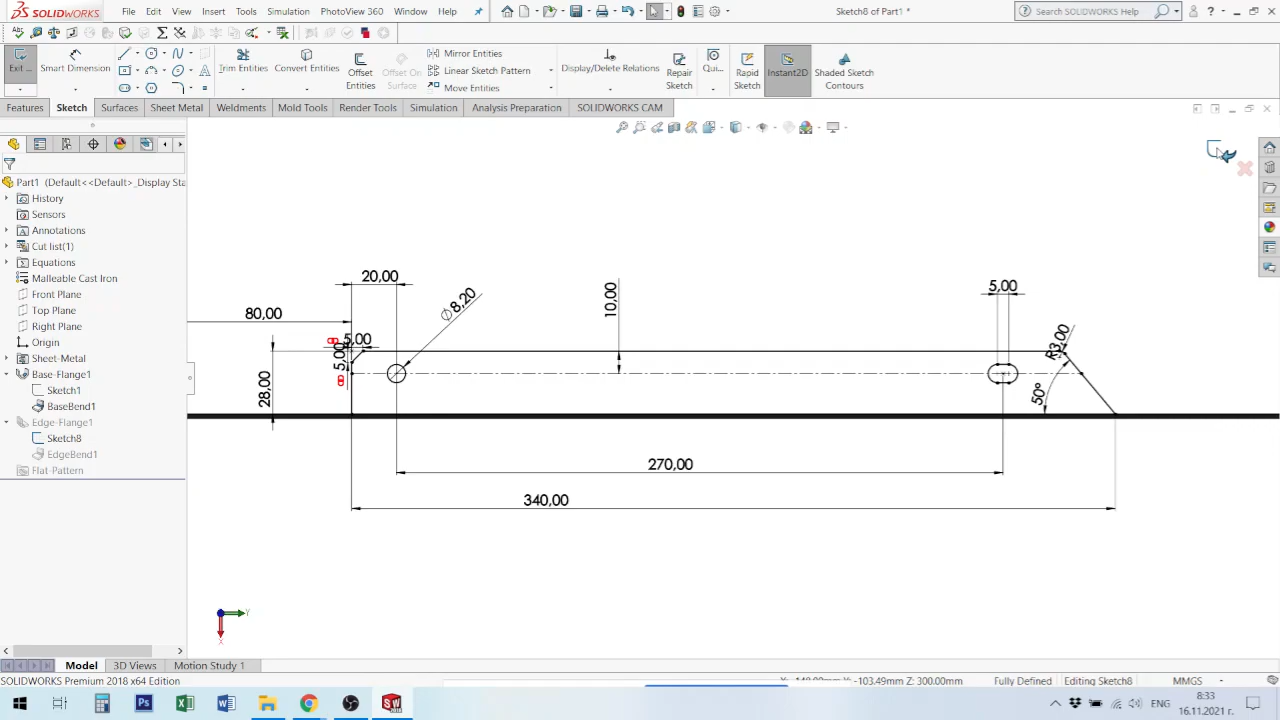 SOLIDWORKS File Edit View Insert Tools Simulation PhotoView 360 Window Help Sketch8 of Part1 * Search SOLIDWORKS Help
Exit ... Smart Dimension Trim Entities Convert Entities Offset Entities Offset On Surface Mirror Entities Linear Sketch Pattern Move Entities Display/Delete Relations Repair Sketch Qui... Rapid Sketch Instant2D Shaded Sketch Contours
Features Sketch Surfaces Sheet Metal Weldments Mold Tools Render Tools Simulation Analysis Preparation SOLIDWORKS CAM
Part1 (Default<<Default>_Display Sta
History
Sensors
Annotations
Cut list(1)
Equations
Malleable Cast Iron
Front Plane
Top Plane
Right Plane
Origin
Sheet-Metal
Base-Flange1
Sketch1
BaseBend1
Edge-Flange1
Sketch8
EdgeBend1
Flat-Pattern
20,00
∅8,20
10,00
5,00
80,00
5,00
5,00
R3,00
28,00
50°
270,00
340,00
Y
X
Model 3D Views Motion Study 1
SOLIDWORKS Premium 2018 x64 Edition
-103.49mm Z: 300.00mm Fully Defined Editing Sketch8 MMGS
ENG
8:33
16.11.2021 г.